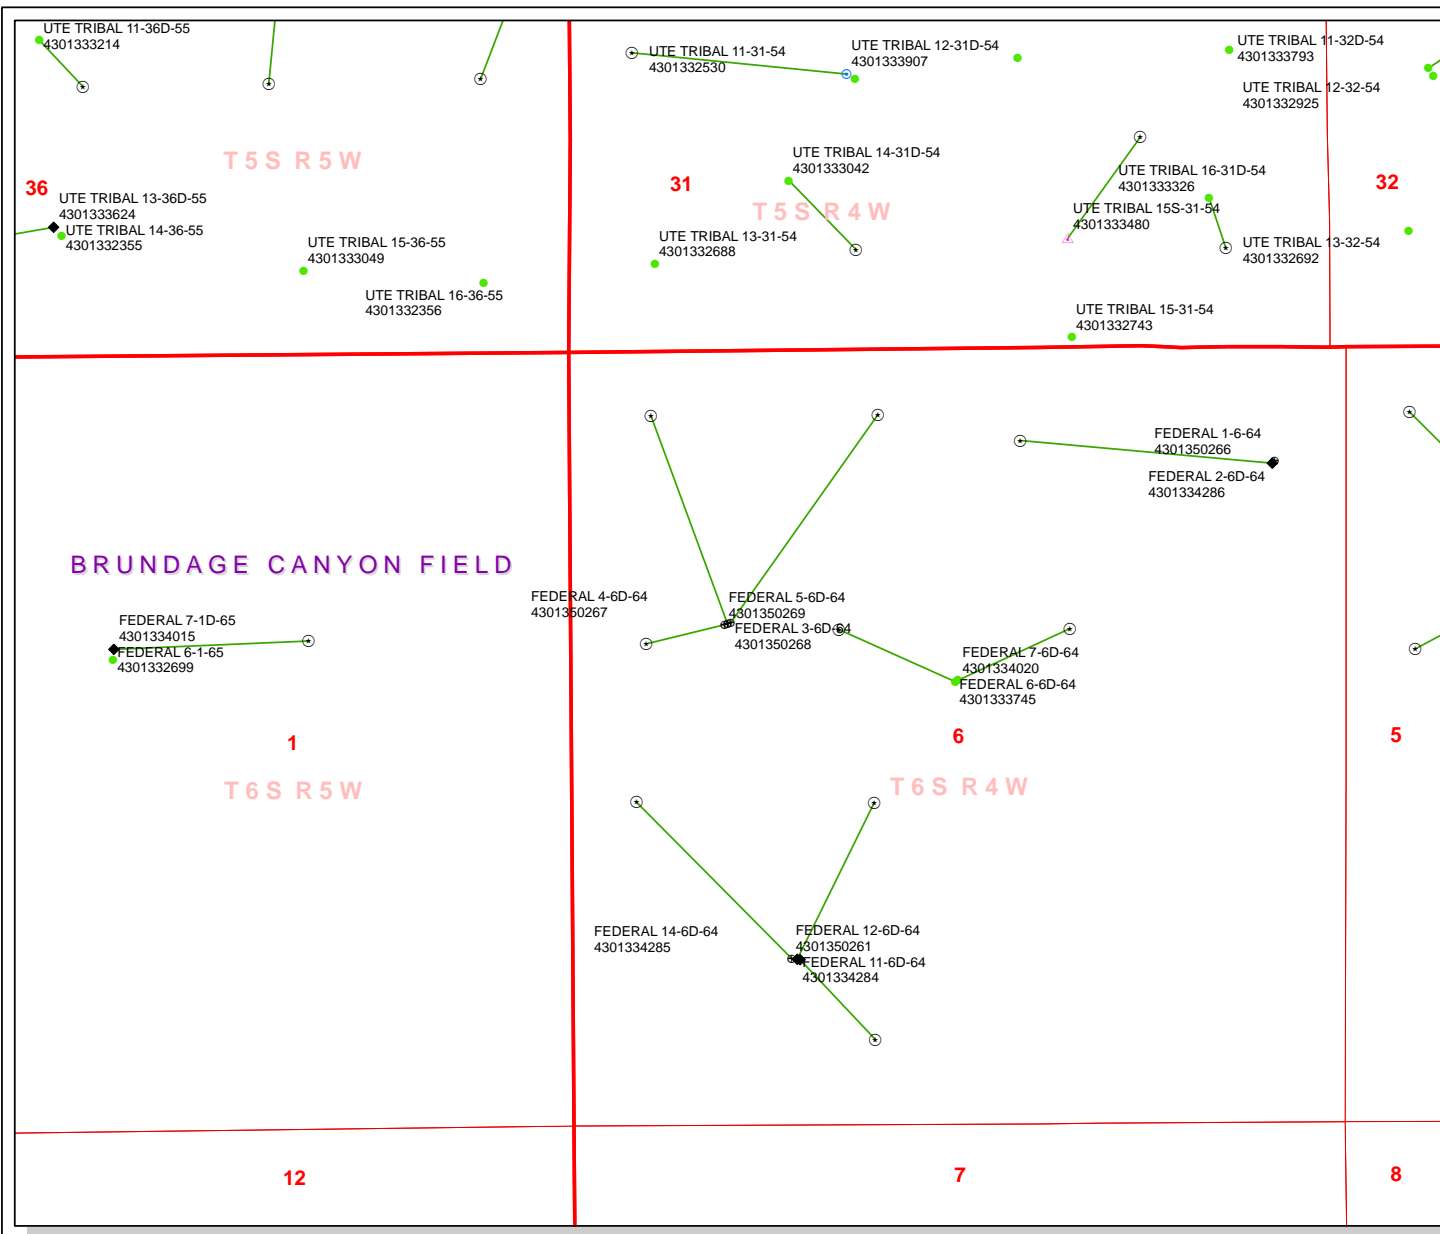 UTE TRIBAL 11-36D-55
4301333214
UTE TRIBAL 11-31-54
4301332530
UTE TRIBAL 12-31D-54
4301333907
UTE TRIBAL 11-32D-54
4301333793
UTE TRIBAL 12-32-54
4301332925
T5S R5W
36
31
UTE TRIBAL 14-31D-54
4301333042
UTE TRIBAL 16-31D-54
4301333326
32
T5S R4W
UTE TRIBAL 13-36D-55
4301333624
UTE TRIBAL 14-36-55
4301332355
UTE TRIBAL 15-36-55
4301333049
UTE TRIBAL 16-36-55
4301332356
UTE TRIBAL 13-31-54
4301332688
UTE TRIBAL 15S-31-54
4301333480
UTE TRIBAL 13-32-54
4301332692
UTE TRIBAL 15-31-54
4301332743
FEDERAL 1-6-64
4301350266
FEDERAL 2-6D-64
4301334286
BRUNDAGE CANYON FIELD
FEDERAL 4-6D-64
4301350267
FEDERAL 5-6D-64
4301350269
FEDERAL 3-6D-64
4301350268
FEDERAL 7-1D-65
4301334015
FEDERAL 6-1-65
4301332699
FEDERAL 7-6D-64
4301334020
FEDERAL 6-6D-64
4301333745
1
6
5
T6S R5W
T6S R4W
FEDERAL 14-6D-64
4301334285
FEDERAL 12-6D-64
4301350261
FEDERAL 11-6D-64
4301334284
12
7
8